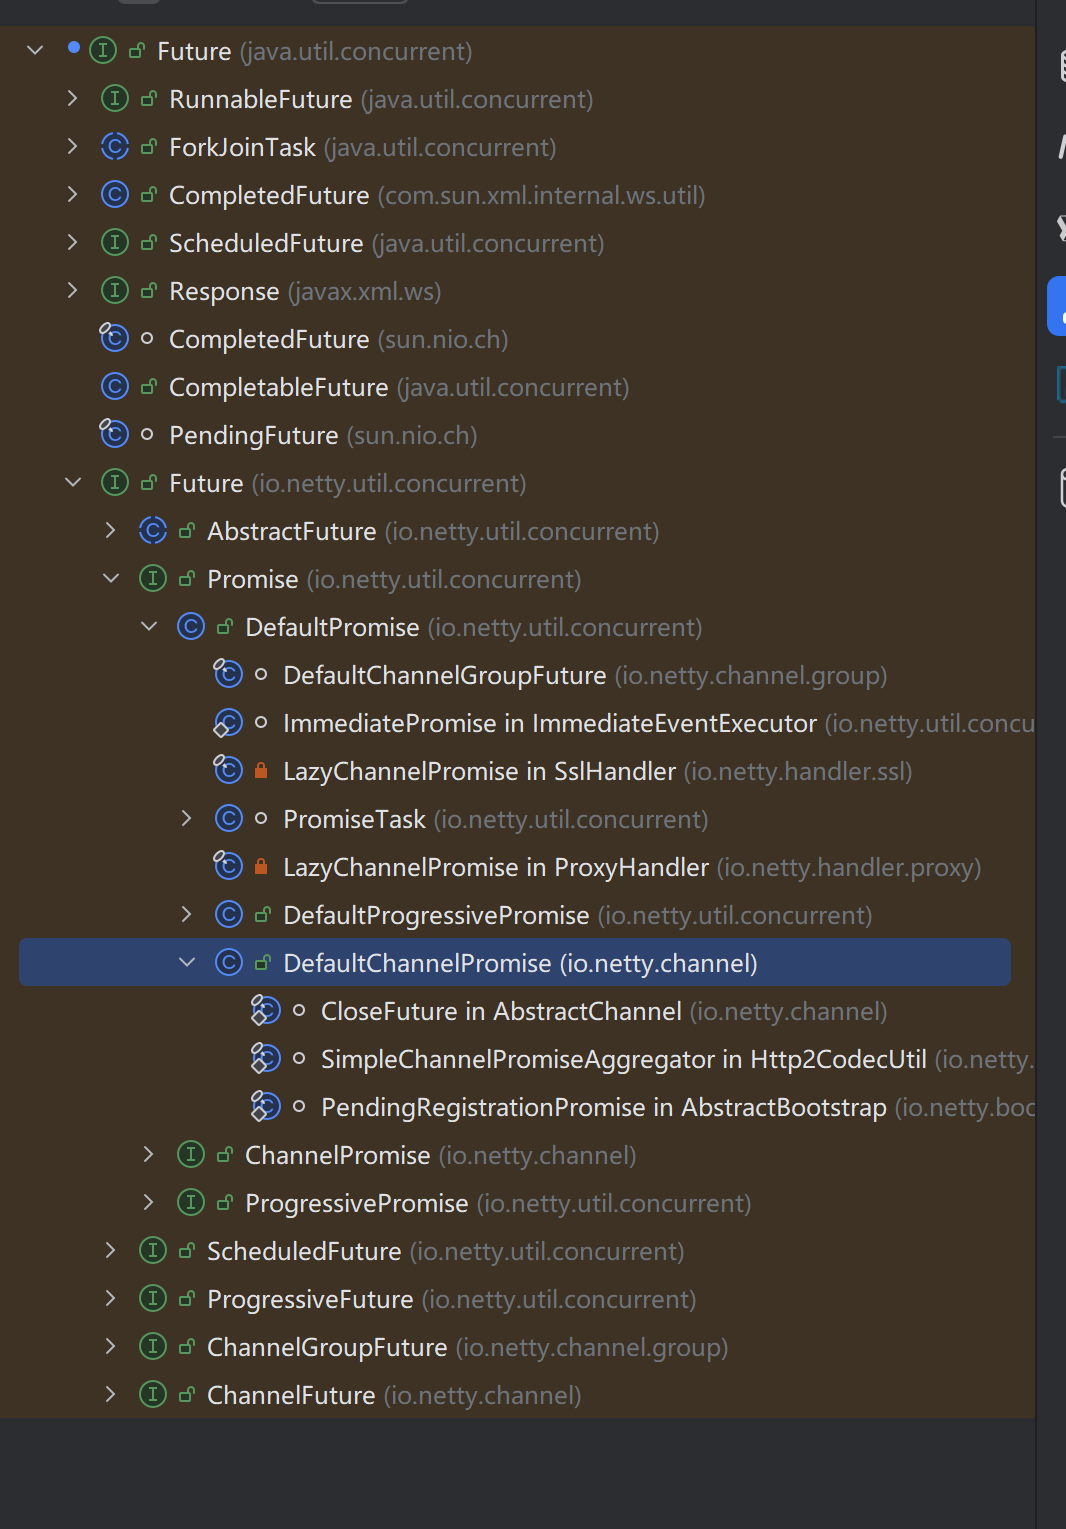 Future (java.util.concurrent)
RunnableFuture (java.util.concurrent)
ForkJoinTask (java.util.concurrent)
CompletedFuture (com.sun.xml.internal.ws.util)
ScheduledFuture (java.util.concurrent)
Response (javax.xml.ws)
CompletedFuture (sun.nio.ch)
CompletableFuture (java.util.concurrent)
PendingFuture (sun.nio.ch)
Future (io.netty.util.concurrent)
AbstractFuture (io.netty.util.concurrent)
Promise (io.netty.util.concurrent)
DefaultPromise (io.netty.util.concurrent)
DefaultChannelGroupFuture (io.netty.channel.group)
ImmediatePromise in ImmediateEventExecutor (io.netty.util.concu
LazyChannelPromise in SslHandler (io.netty.handler.ssl)
PromiseTask (io.netty.util.concurrent)
LazyChannelPromise in ProxyHandler (io.netty.handler.proxy)
DefaultProgressivePromise (io.netty.util.concurrent)
DefaultChannelPromise (io.netty.channel)
CloseFuture in AbstractChannel (io.netty.channel)
SimpleChannelPromiseAggregator in Http2CodecUtil (io.netty.
PendingRegistrationPromise in AbstractBootstrap (io.netty.boo
ChannelPromise (io.netty.channel)
ProgressivePromise (io.netty.util.concurrent)
ScheduledFuture (io.netty.util.concurrent)
ProgressiveFuture (io.netty.util.concurrent)
ChannelGroupFuture (io.netty.channel.group)
ChannelFuture (io.netty.channel)